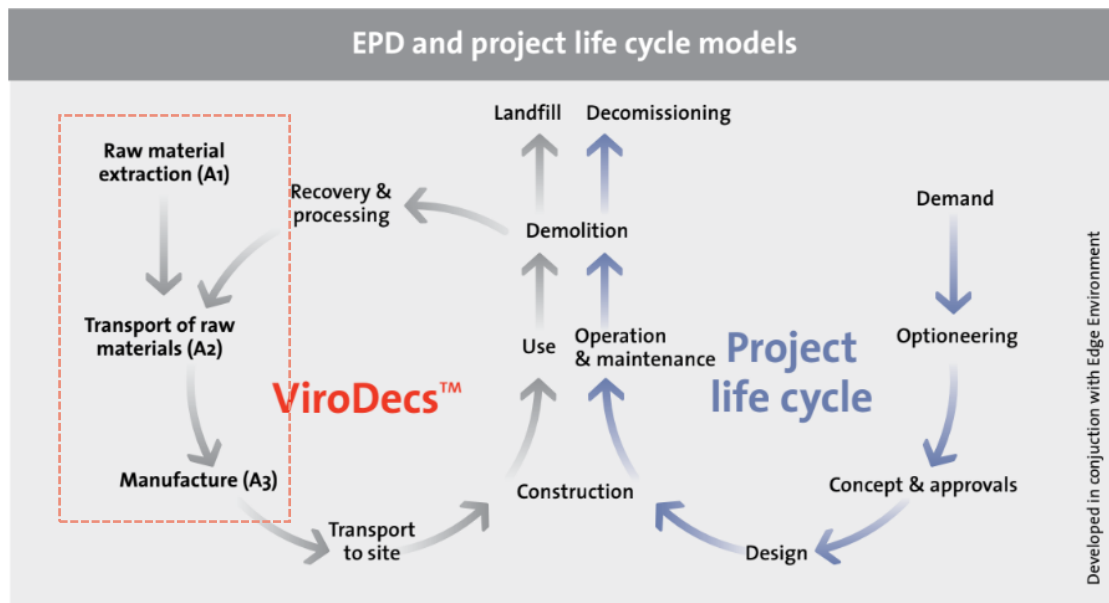 EPD and project life cycle models
Landfill
Decomissioning
Raw material
extraction (A1)
Recovery &
processing
Demolition
Demand
Transport of raw
materials (A2)
Use
Operation
& maintenance
Project
life cycle
Optioneering
ViroDecs™
Manufacture (A3)
Construction
Concept & approvals
Transport
to site
Design
Developed in conjuction with Edge Environment